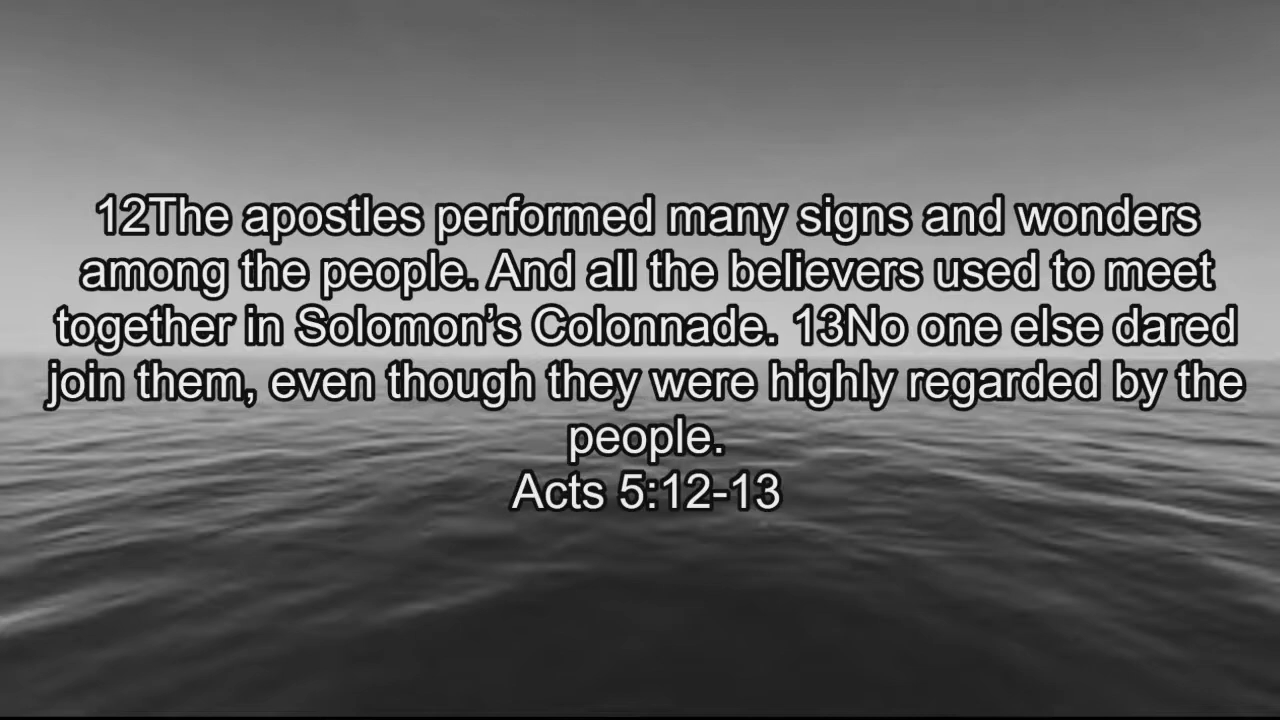 12The apostles performed many signs and wonders
among the people. And all the believers used to meet
together in Solomon’s Colonnade. 13No one else dared
join them, even though they were highly regarded by the
people.
Acts 5:12-13